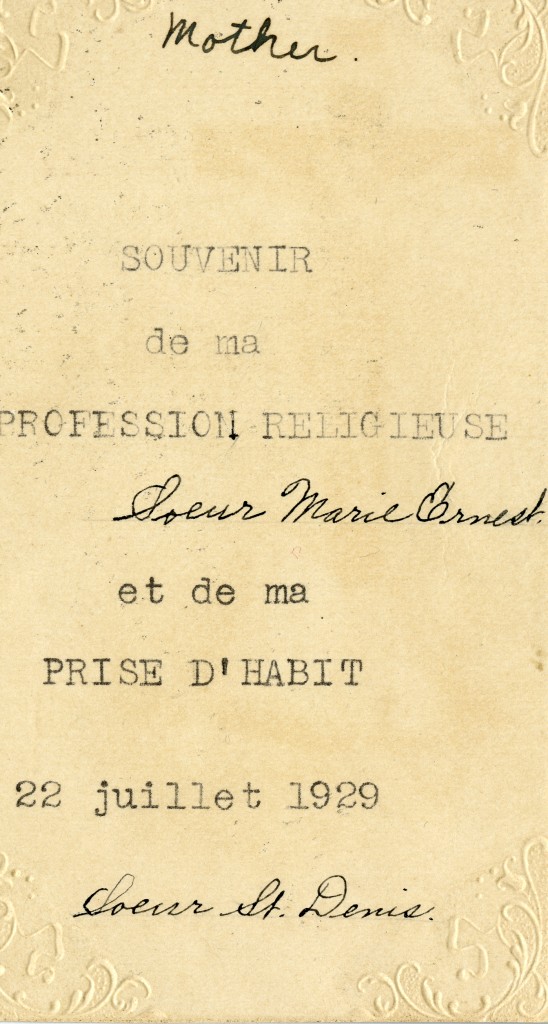 Mother.
SOUVENIR
de ma
PROFESSION RELIGIEUSE
Soeur Marie Ernest.
et de ma
PRISE D'HABIT
22 juillet 1929
Soeur St. Denis.